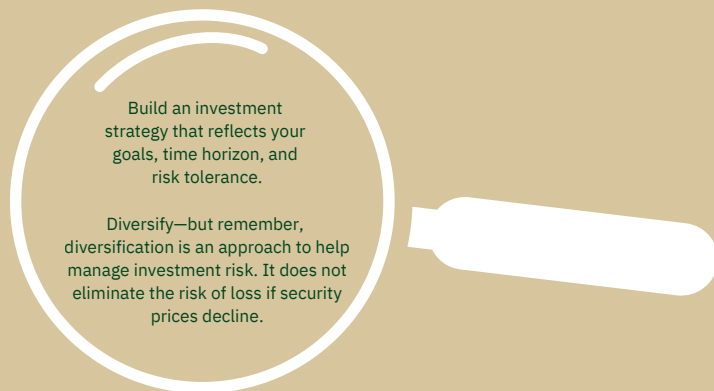 Build an investment
strategy that reflects your
goals, time horizon, and
risk tolerance.
Diversify—but remember,
diversification is an approach to help
manage investment risk. It does not
eliminate the risk of loss if security
prices decline.